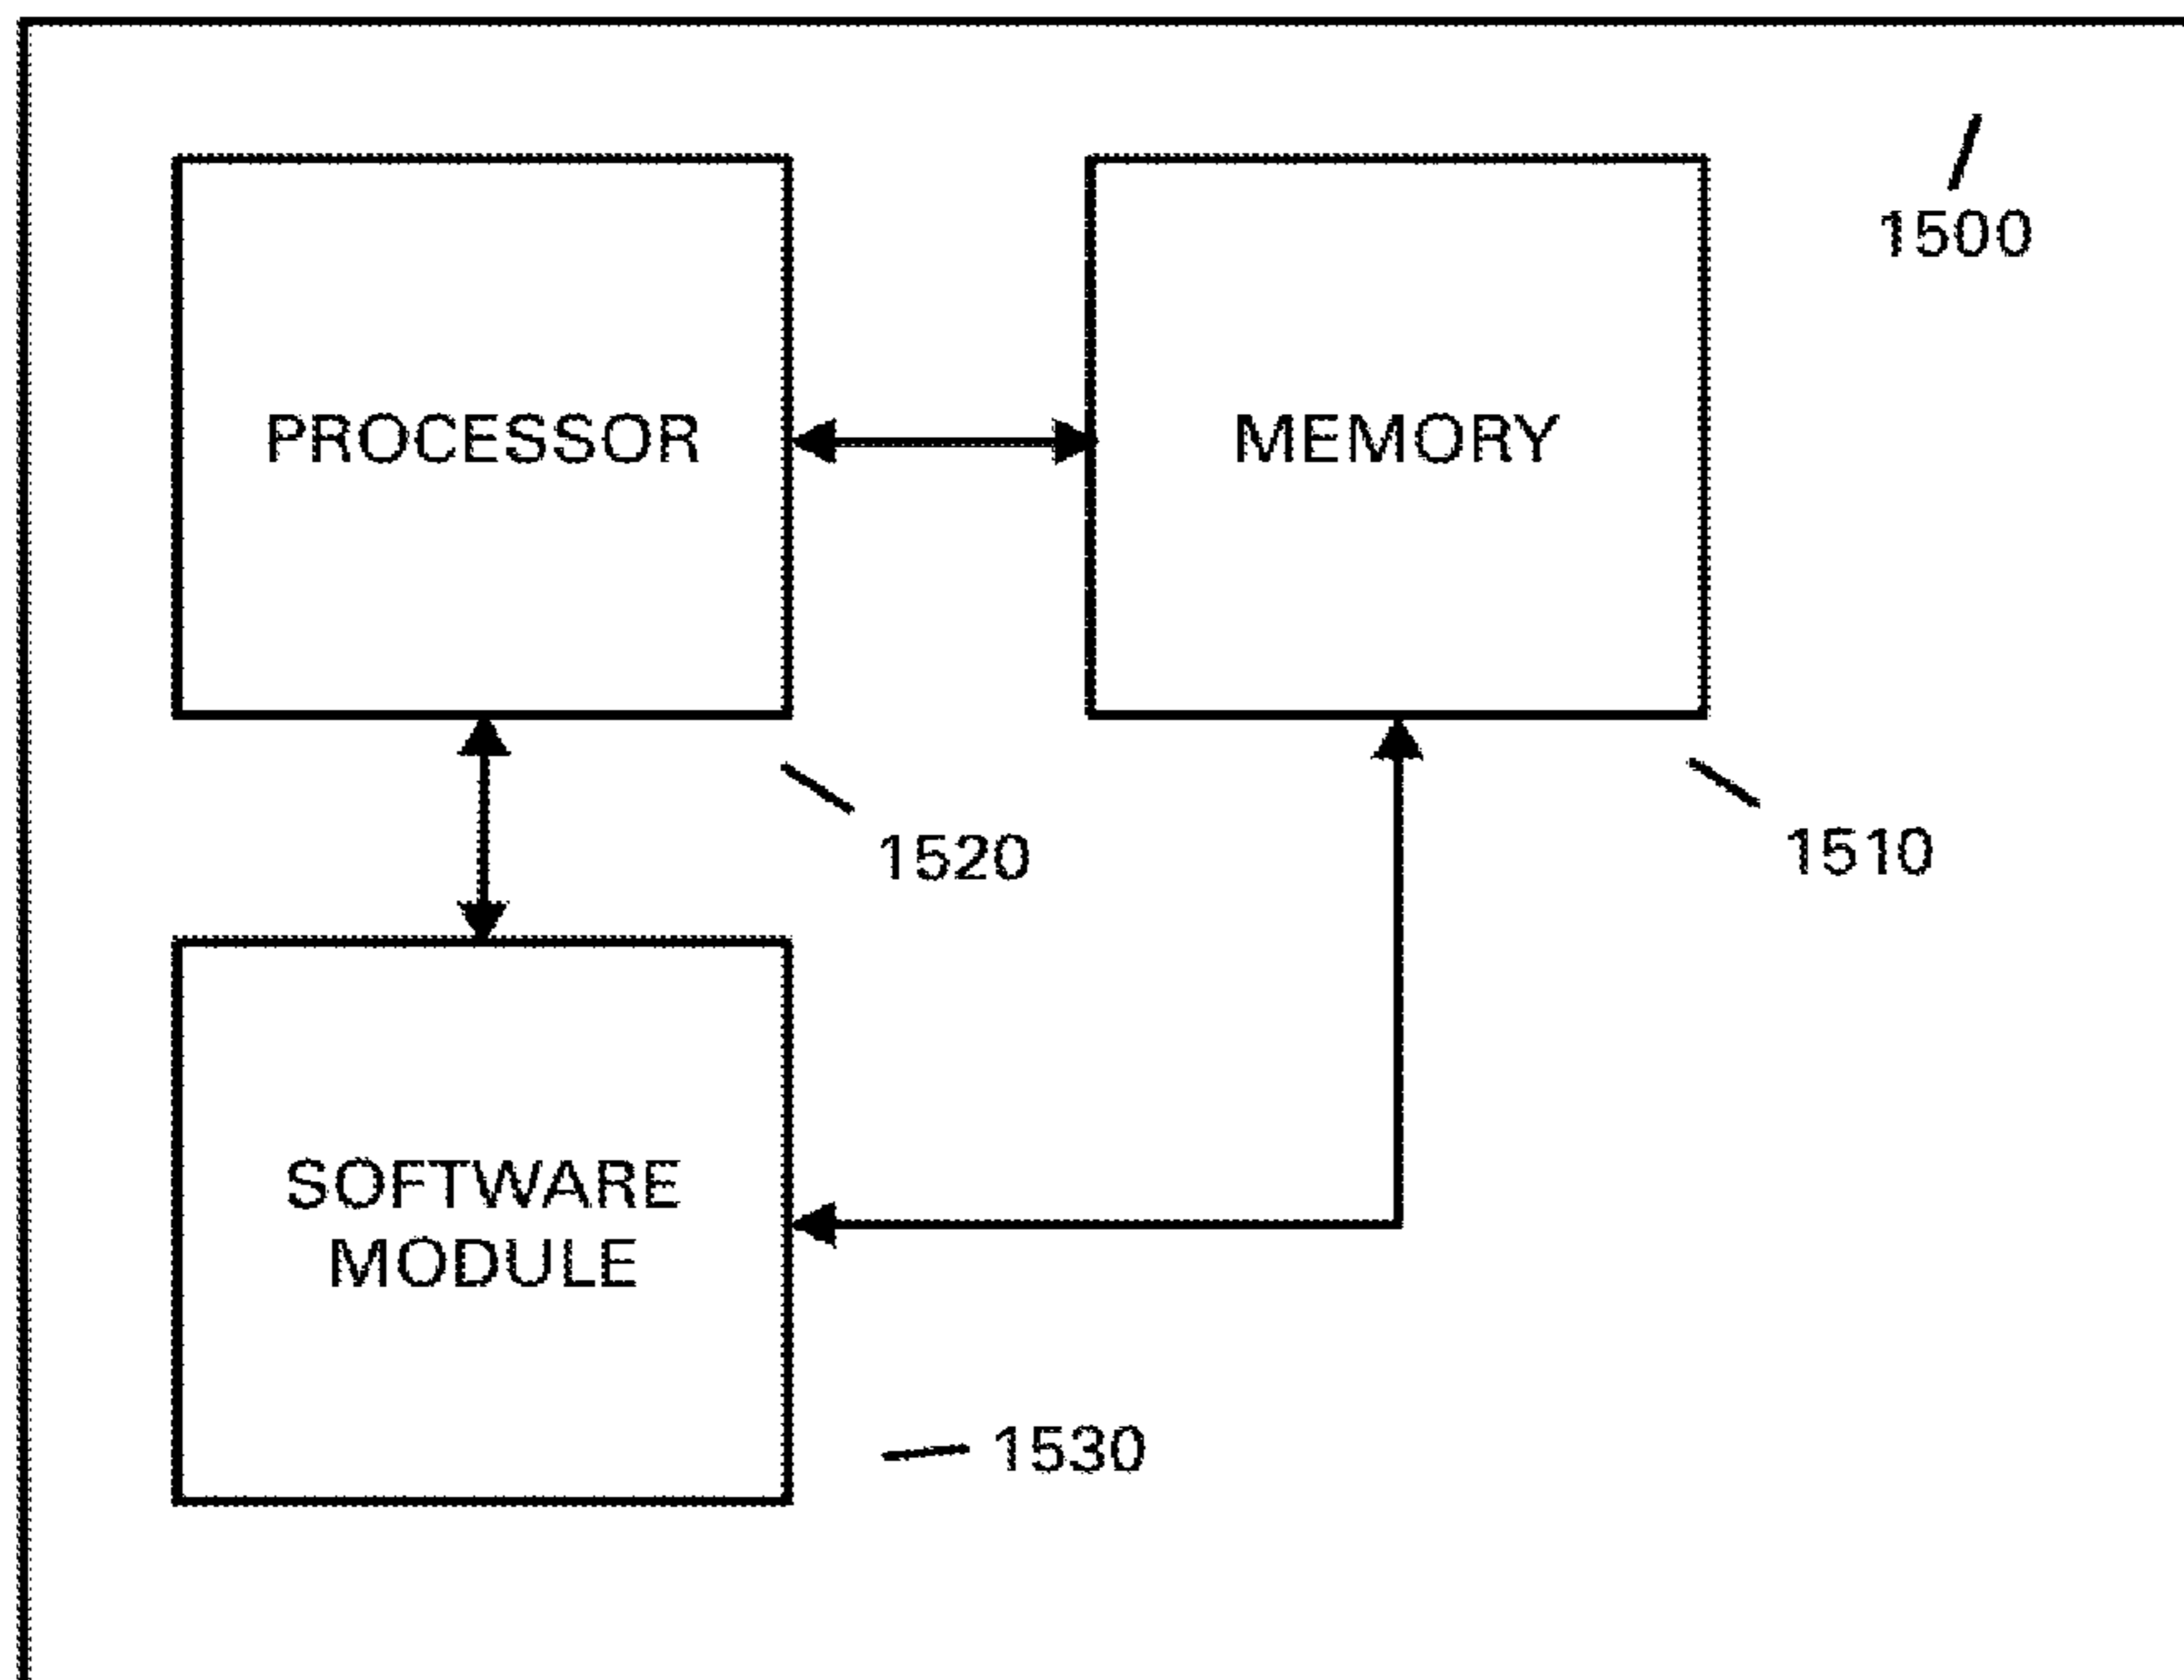 1500
PROCESSOR
MEMORY
1520
1510
SOFTWARE
MODULE
1530